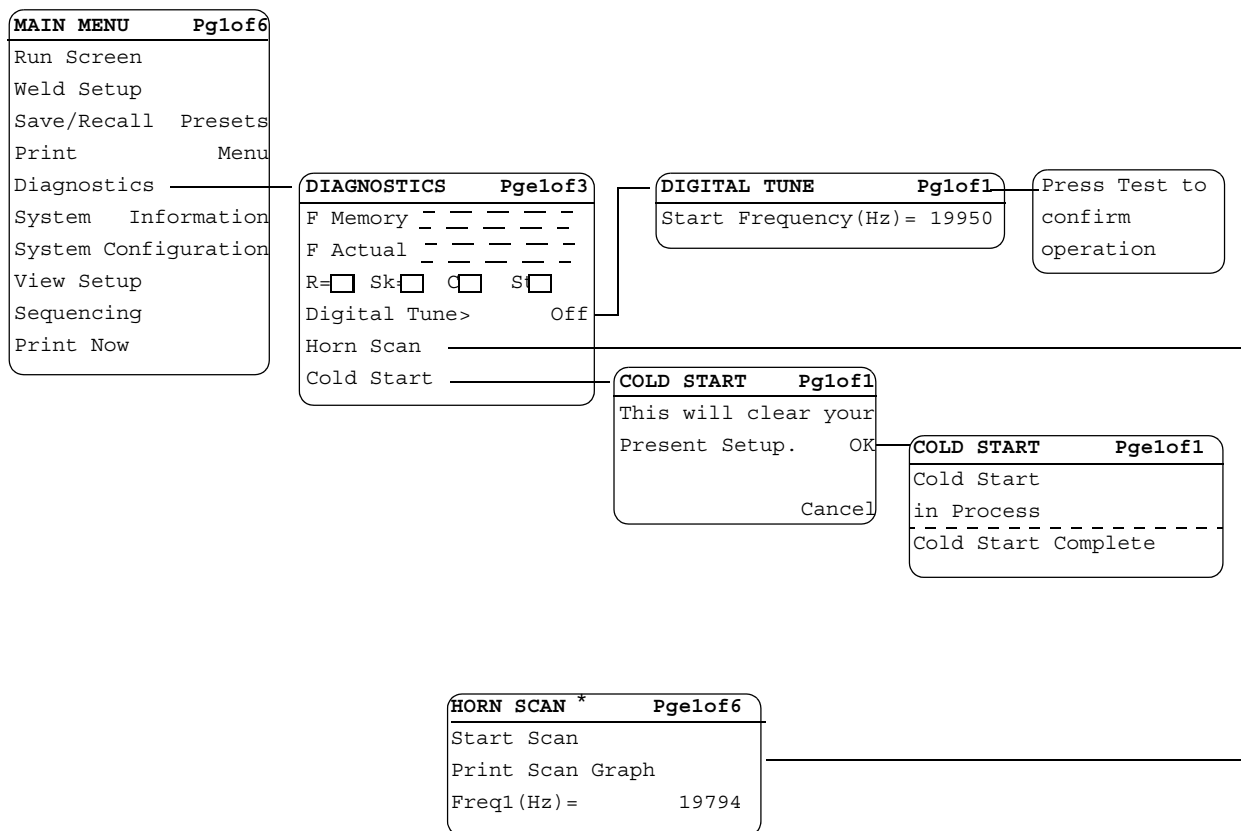 MAIN MENU Pg1of6
Run Screen
Weld Setup
Save/Recall Presets
Print Menu
Diagnostics
System Information
System Configuration
View Setup
Sequencing
Print Now
DIAGNOSTICS Pge1of3
F Memory _ _ _ _ _
F Actual _ _ _ _ _
R= Sk= C St
Digital Tune> Off
Horn Scan
Cold Start
DIGITAL TUNE Pg1of1
Start Frequency(Hz)= 19950
Press Test to
confirm
operation
COLD START Pg1of1
This will clear your
Present Setup. OK
Cancel
COLD START Pge1of1
Cold Start
in Process
Cold Start Complete
HORN SCAN * Pge1of6
Start Scan
Print Scan Graph
Freq1(Hz)= 19794